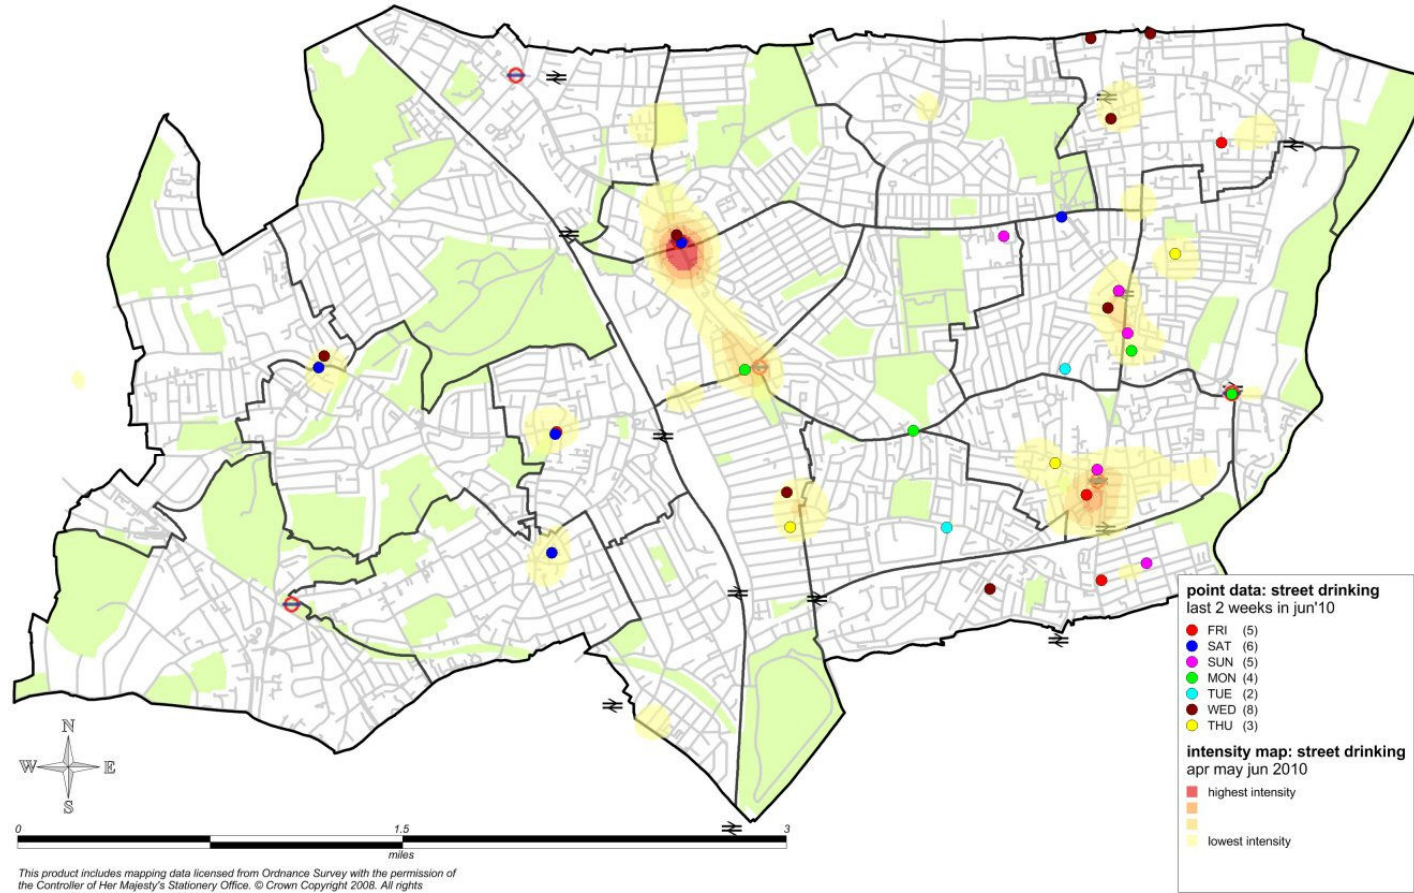 point data: street drinking
last 2 weeks in jun'10
FRI (5)
SAT (6)
SUN (5)
MON (4)
TUE (2)
WED (8)
THU (3)
intensity map: street drinking
apr may jun 2010
highest intensity
lowest intensity
N
W E
S
0 1.5 3
miles
This product includes mapping data licensed from Ordnance Survey with the permission of
the Controller of Her Majesty's Stationery Office. © Crown Copyright 2008. All rights